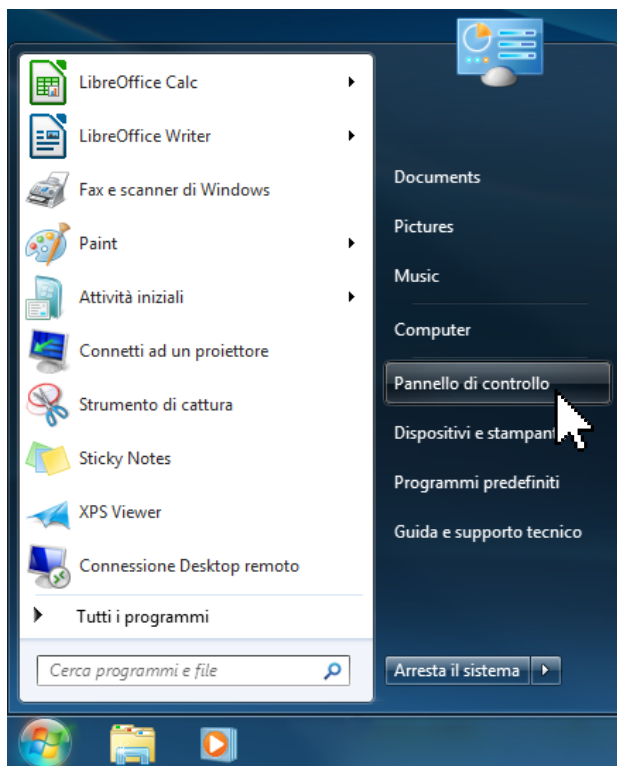 LibreOffice Calc
LibreOffice Writer
Fax e scanner di Windows
Paint
Attività iniziali
Connetti ad un proiettore
Strumento di cattura
Sticky Notes
XPS Viewer
Connessione Desktop remoto
Tutti i programmi
Cerca programmi e file
Documents
Pictures
Music
Computer
Pannello di controllo
Dispositivi e stampant
Programmi predefiniti
Guida e supporto tecnico
Arresta il sistema